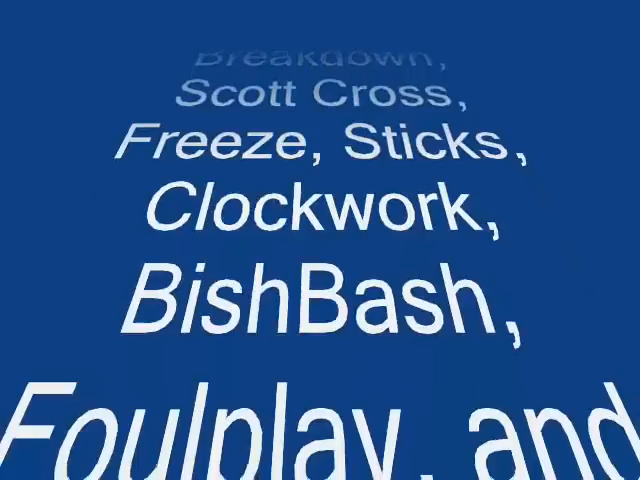 Breakdown,
Scott Cross,
Freeze, Sticks,
Clockwork,
BishBash,
Foulplay, and